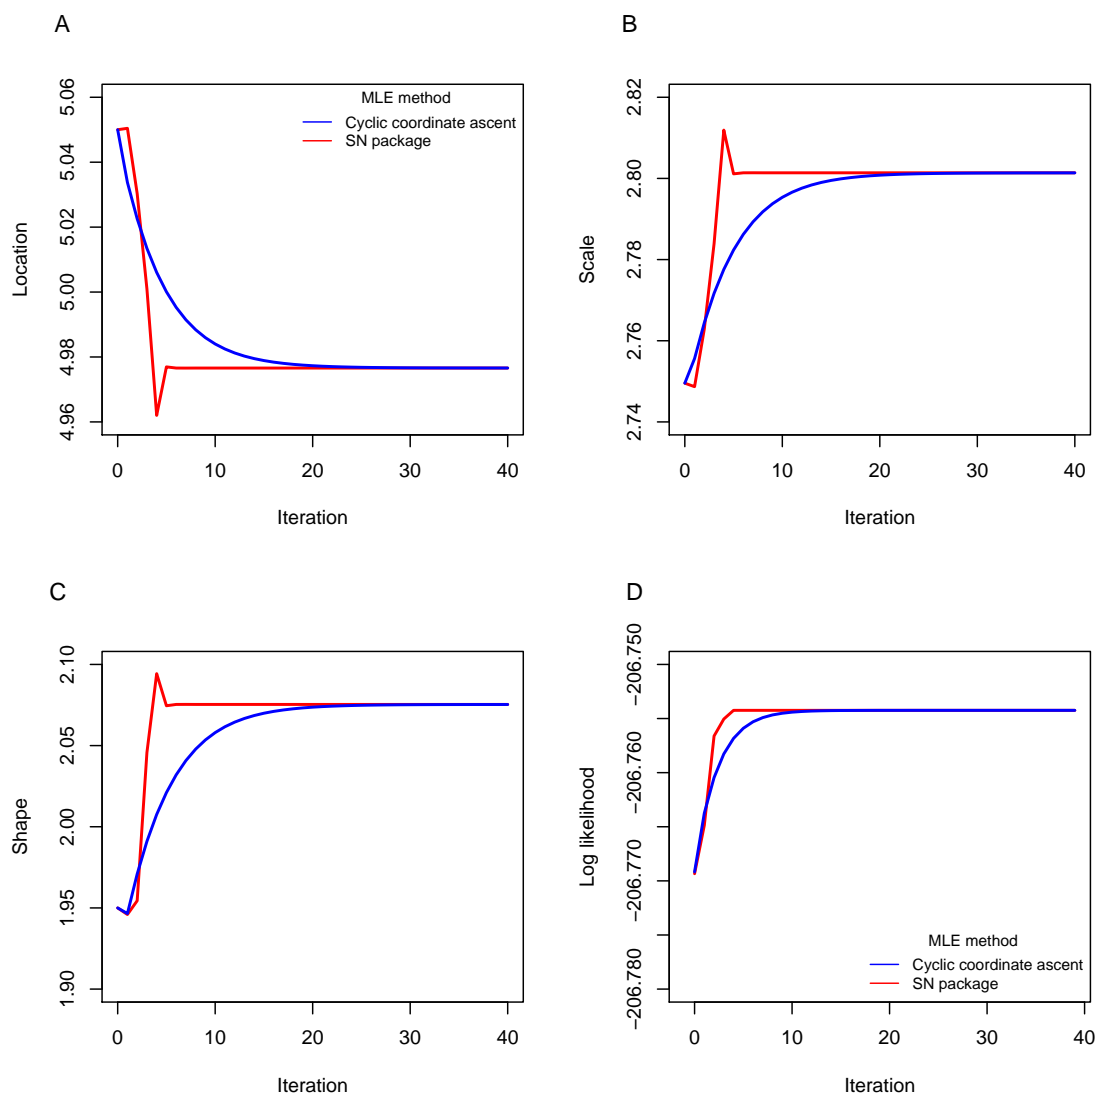 A
5.06
5.04
5.02
5.00
4.98
4.96
Location
MLE method
Cyclic coordinate ascent
SN package
0 10 20 30 40
Iteration
B
2.82
2.80
2.78
2.76
2.74
Scale
0 10 20 30 40
Iteration
C
2.10
2.05
2.00
1.95
1.90
Shape
0 10 20 30 40
Iteration
D
−206.750
−206.760
−206.770
−206.780
Log likelihood
MLE method
Cyclic coordinate ascent
SN package
0 10 20 30 40
Iteration